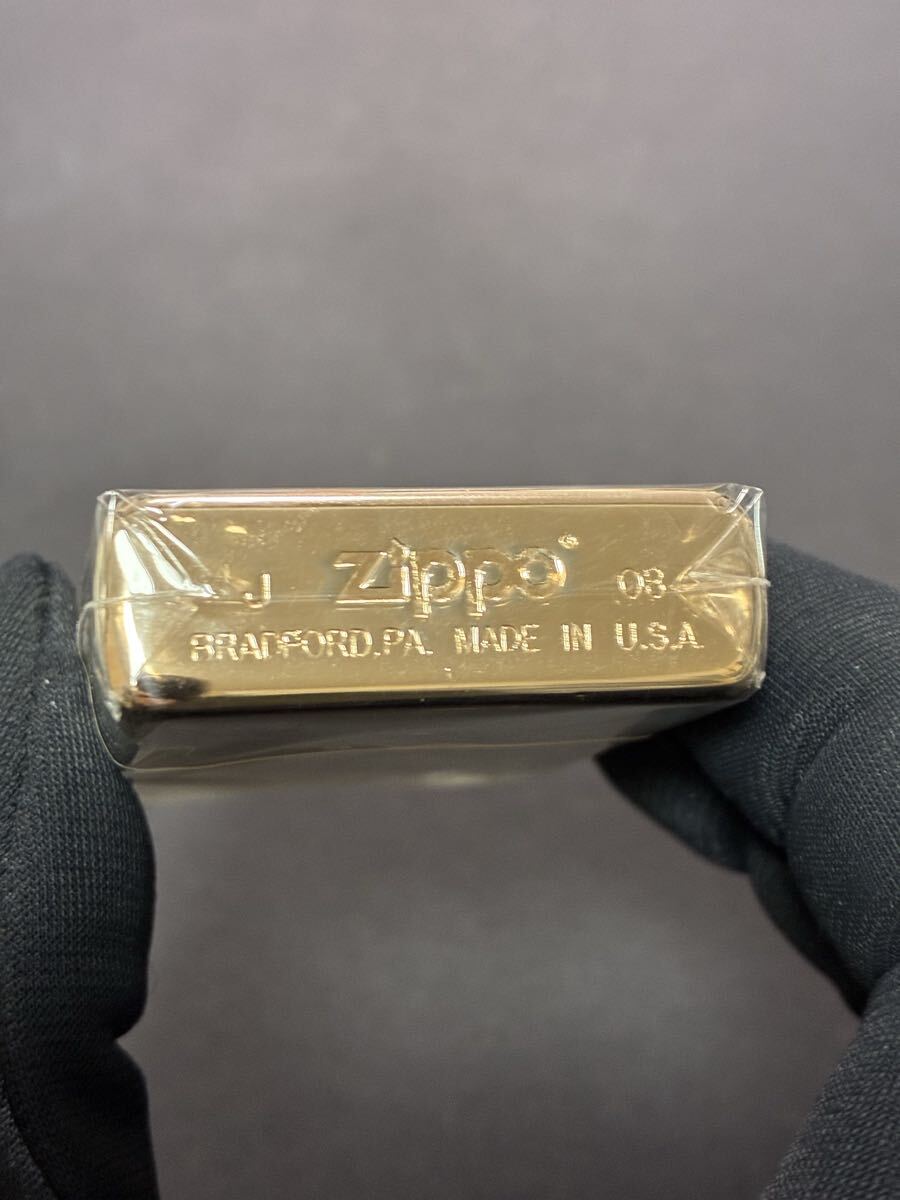 J Zippo® 08
BRADFORD, PA. MADE IN U.S.A.